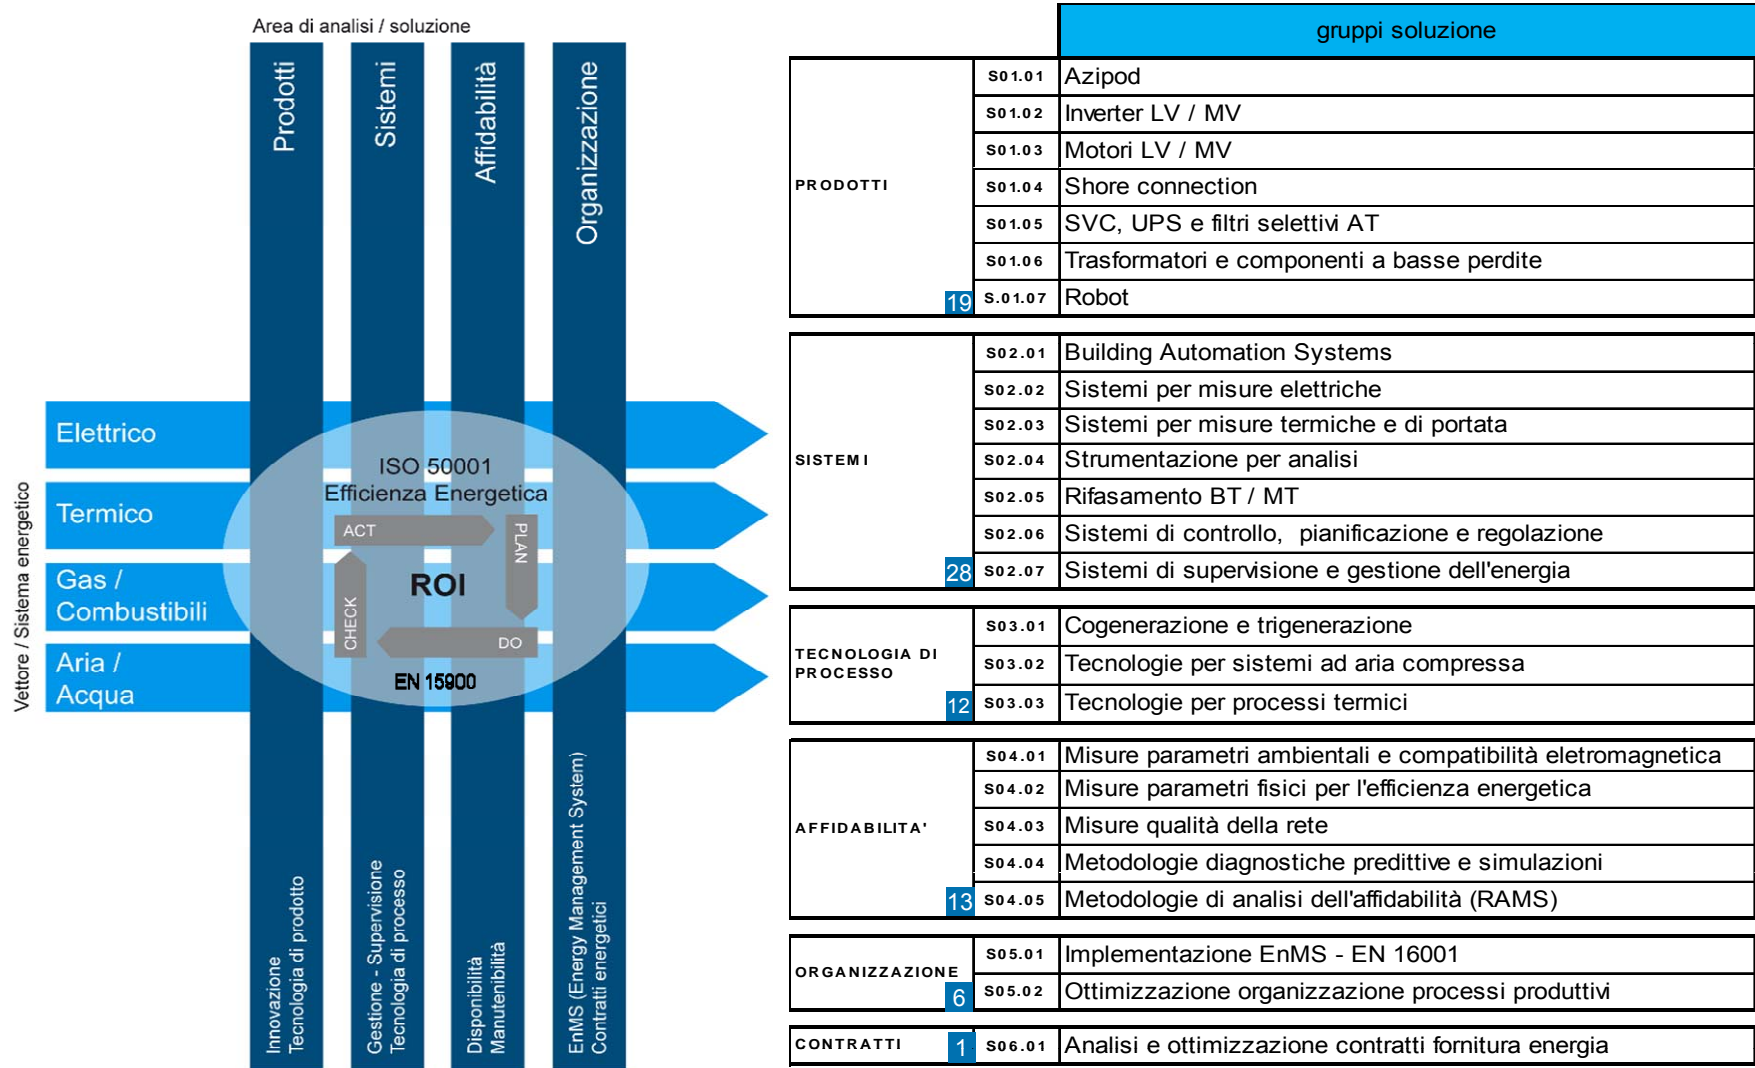 Area di analisi / soluzione
Prodotti
Sistemi
Affidabilità
Organizzazione
Vettore / Sistema energetico
Elettrico
Termico
Gas /
Combustibili
Aria /
Acqua
ISO 50001
Efficienza Energetica
ACT
PLAN
DO
CHECK
ROI
EN 15900
Innovazione
Tecnologia di prodotto
Gestione - Supervisione
Tecnologia di processo
Disponibilità
Manutenibilità
EnMS (Energy Management System)
Contratti energetici
gruppi soluzione
PRODOTTI
19
S01.01 Azipod
S01.02 Inverter LV / MV
S01.03 Motori LV / MV
S01.04 Shore connection
S01.05 SVC, UPS e filtri selettivi AT
S01.06 Trasformatori e componenti a basse perdite
S.01.07 Robot
SISTEMI
28
S02.01 Building Automation Systems
S02.02 Sistemi per misure elettriche
S02.03 Sistemi per misure termiche e di portata
S02.04 Strumentazione per analisi
S02.05 Rifasamento BT / MT
S02.06 Sistemi di controllo, pianificazione e regolazione
S02.07 Sistemi di supervisione e gestione dell'energia
TECNOLOGIA DI
PROCESSO
12
S03.01 Cogenerazione e trigenerazione
S03.02 Tecnologie per sistemi ad aria compressa
S03.03 Tecnologie per processi termici
AFFIDABILITA'
13
S04.01 Misure parametri ambientali e compatibilità eletromagnetica
S04.02 Misure parametri fisici per l'efficienza energetica
S04.03 Misure qualità della rete
S04.04 Metodologie diagnostiche predittive e simulazioni
S04.05 Metodologie di analisi dell'affidabilità (RAMS)
ORGANIZZAZIONE
6
S05.01 Implementazione EnMS - EN 16001
S05.02 Ottimizzazione organizzazione processi produttivi
CONTRATTI
1
S06.01 Analisi e ottimizzazione contratti fornitura energia